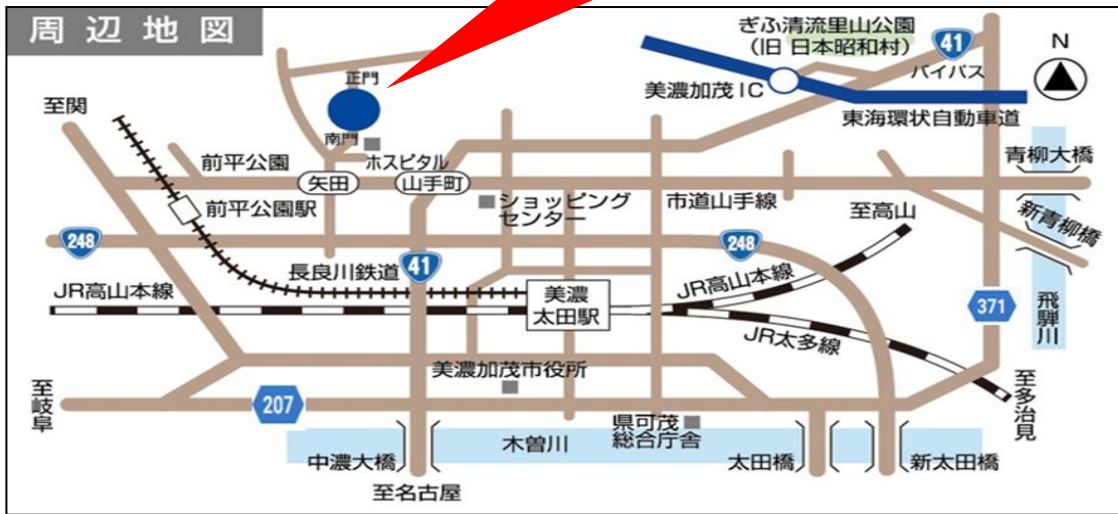 周辺地図
ぎふ清流里山公園
(旧 日本昭和村)
41
バイパス
N
正門
美濃加茂IC
至関
東海環状自動車道
南門
ホスピタル
前平公園
青柳大橋
矢田
山手町
前平公園駅
ショッピング
センター
市道山手線
至高山
新青柳橋
248
248
長良川鉄道
41
JR高山本線
JR高山本線
美濃
太田駅
371
飛騨川
JR太多線
美濃加茂市役所
至岐阜
至多治見
207
県可茂
総合庁舎
中濃大橋
木曽川
太田橋
新太田橋
至名古屋